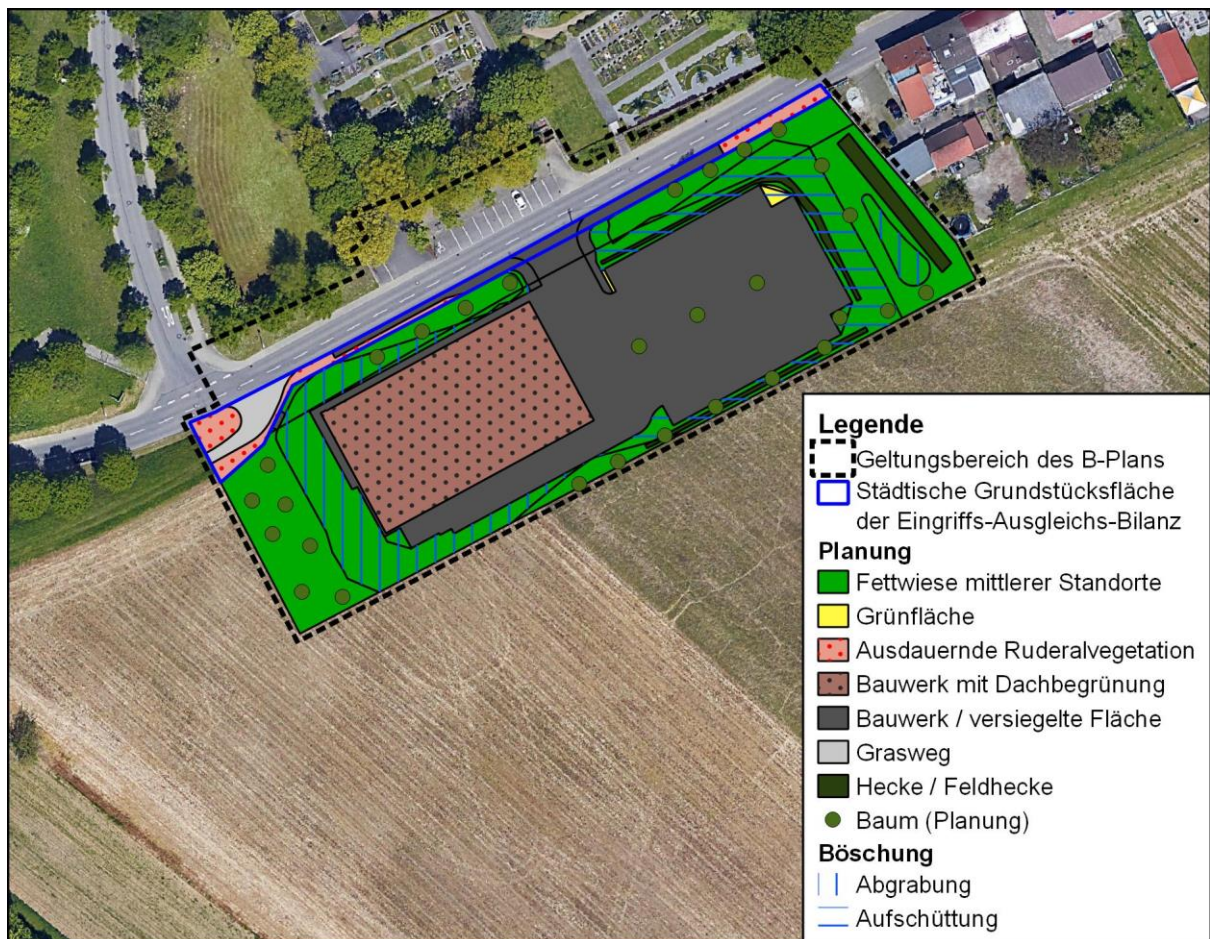 Legende
Geltungsbereich des B-Plans
Städtische Grundstücksfläche
der Eingriffs-Ausgleichs-Bilanz
Planung
Fettwiese mittlerer Standorte
Grünfläche
Ausdauernde Ruderalvegetation
Bauwerk mit Dachbegrünung
Bauwerk / versiegelte Fläche
Grasweg
Hecke / Feldhecke
Baum (Planung)
Böschung
Abgrabung
Aufschüttung